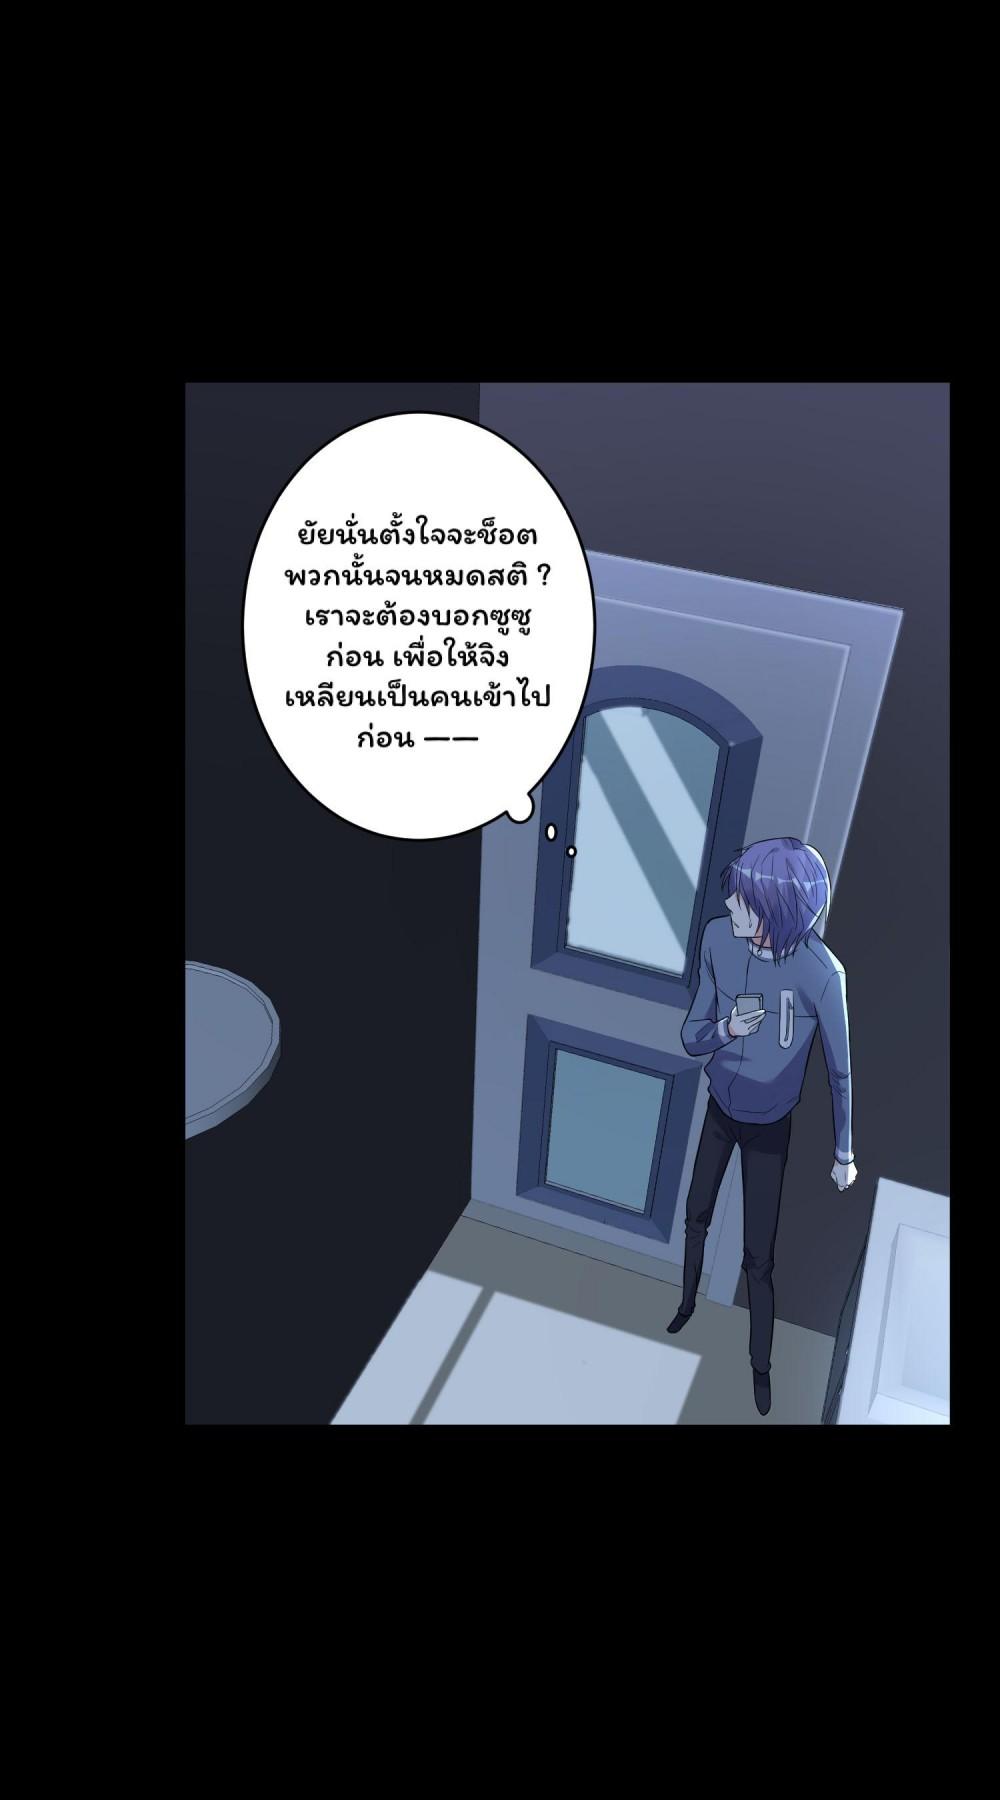 ยัยนั่นตั้งใจจะช็อต
พวกนั้นจนหมดสติ ?
เราจะต้องบอกซูซู
ก่อน เพื่อให้จิง
เหลียนเป็นคนเข้าไป
ก่อน ——